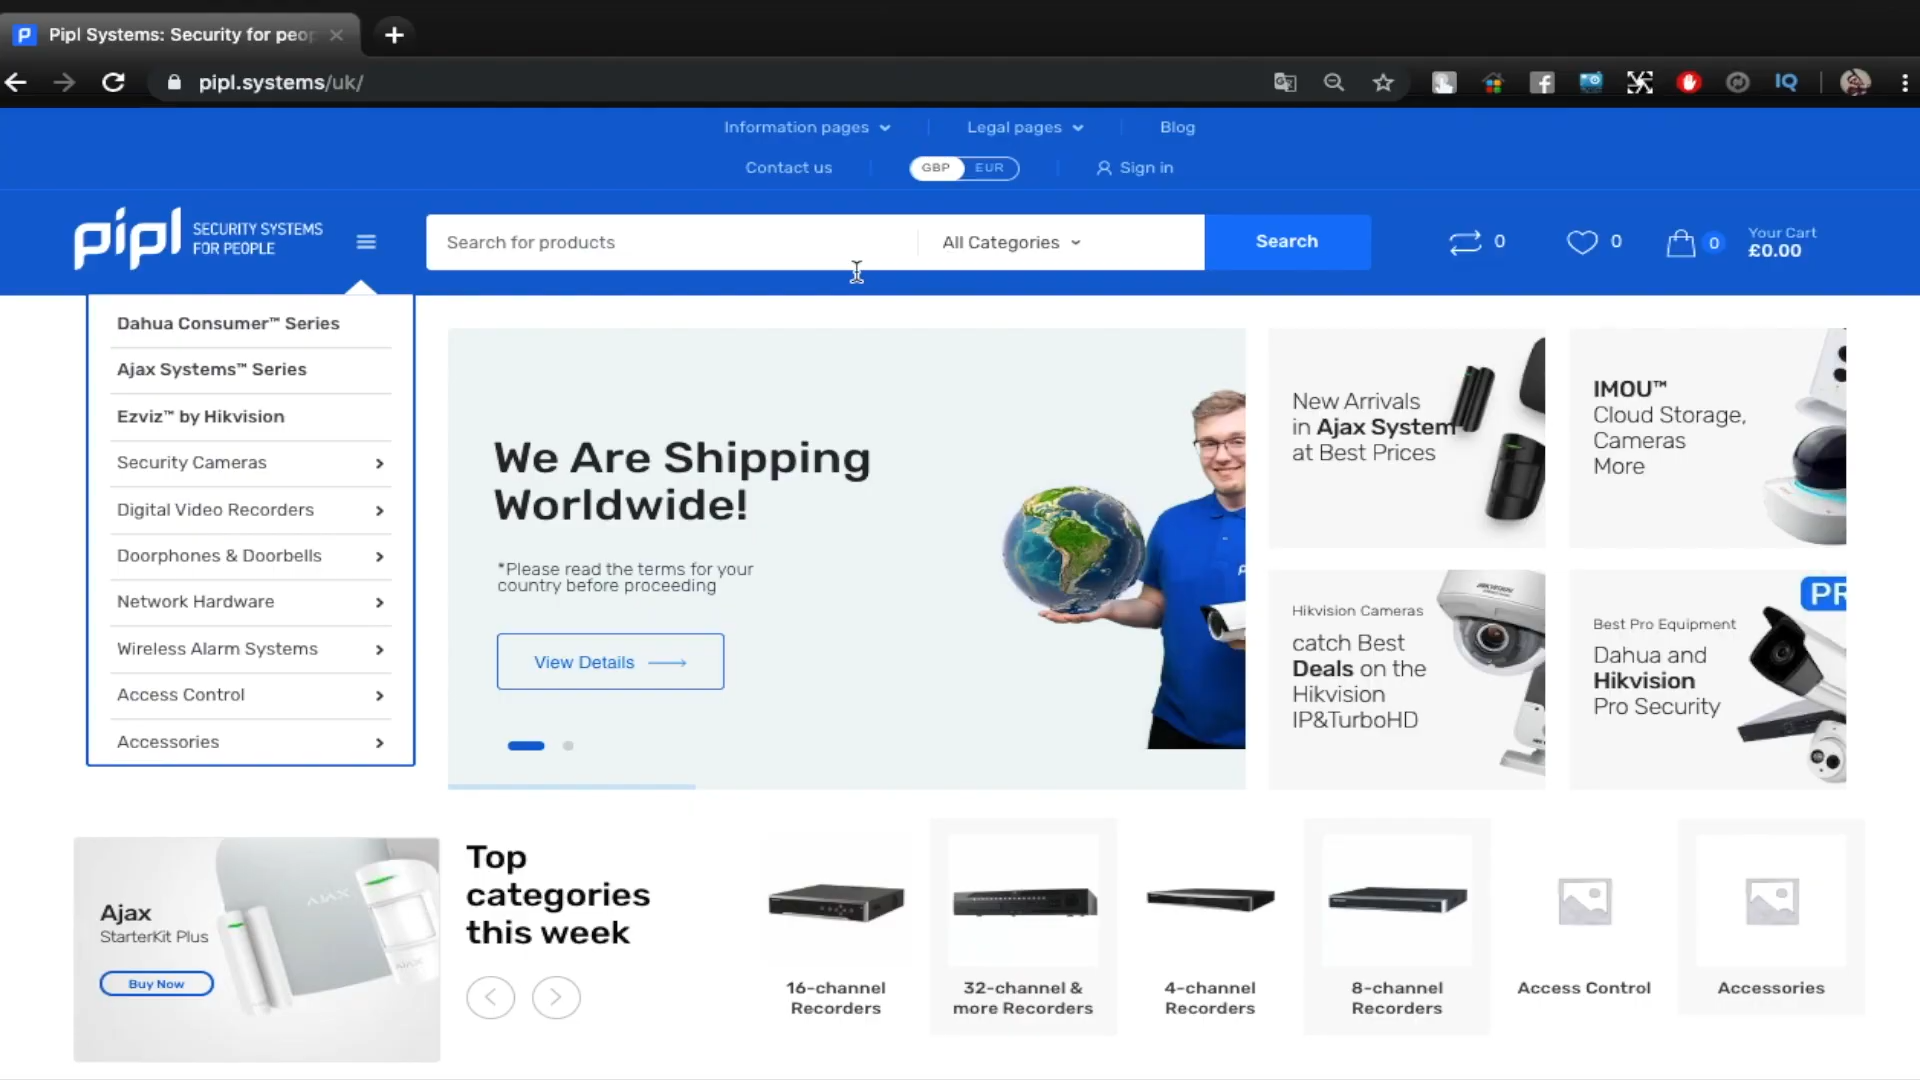 Pipl Systems: Security for peop
pipl.systems/uk/
IQ
Information pages
Legal pages
Blog
Contact us
GBP
EUR
Sign in
pipl
SECURITY SYSTEMS
FOR PEOPLE
Search for products
All Categories
Search
0
0
0
Your Cart
£0.00
Dahua Consumer™ Series
Ajax Systems™ Series
Ezviz™ by Hikvision
Security Cameras
Digital Video Recorders
Doorphones & Doorbells
Network Hardware
Wireless Alarm Systems
Access Control
Accessories
We Are Shipping
Worldwide!
*Please read the terms for your
country before proceeding
View Details
New Arrivals
in Ajax System
at Best Prices
IMOU™
Cloud Storage,
Cameras
More
Hikvision Cameras
catch Best
Deals on the
Hikvision
IP&TurboHD
HIKVISION
PR
Best Pro Equipment
Dahua and
Hikvision
Pro Security
Ajax
StarterKit Plus
Buy Now
AJAX
AJAX
Top
categories
this week
16-channel
Recorders
32-channel &
more Recorders
4-channel
Recorders
8-channel
Recorders
Access Control
Accessories